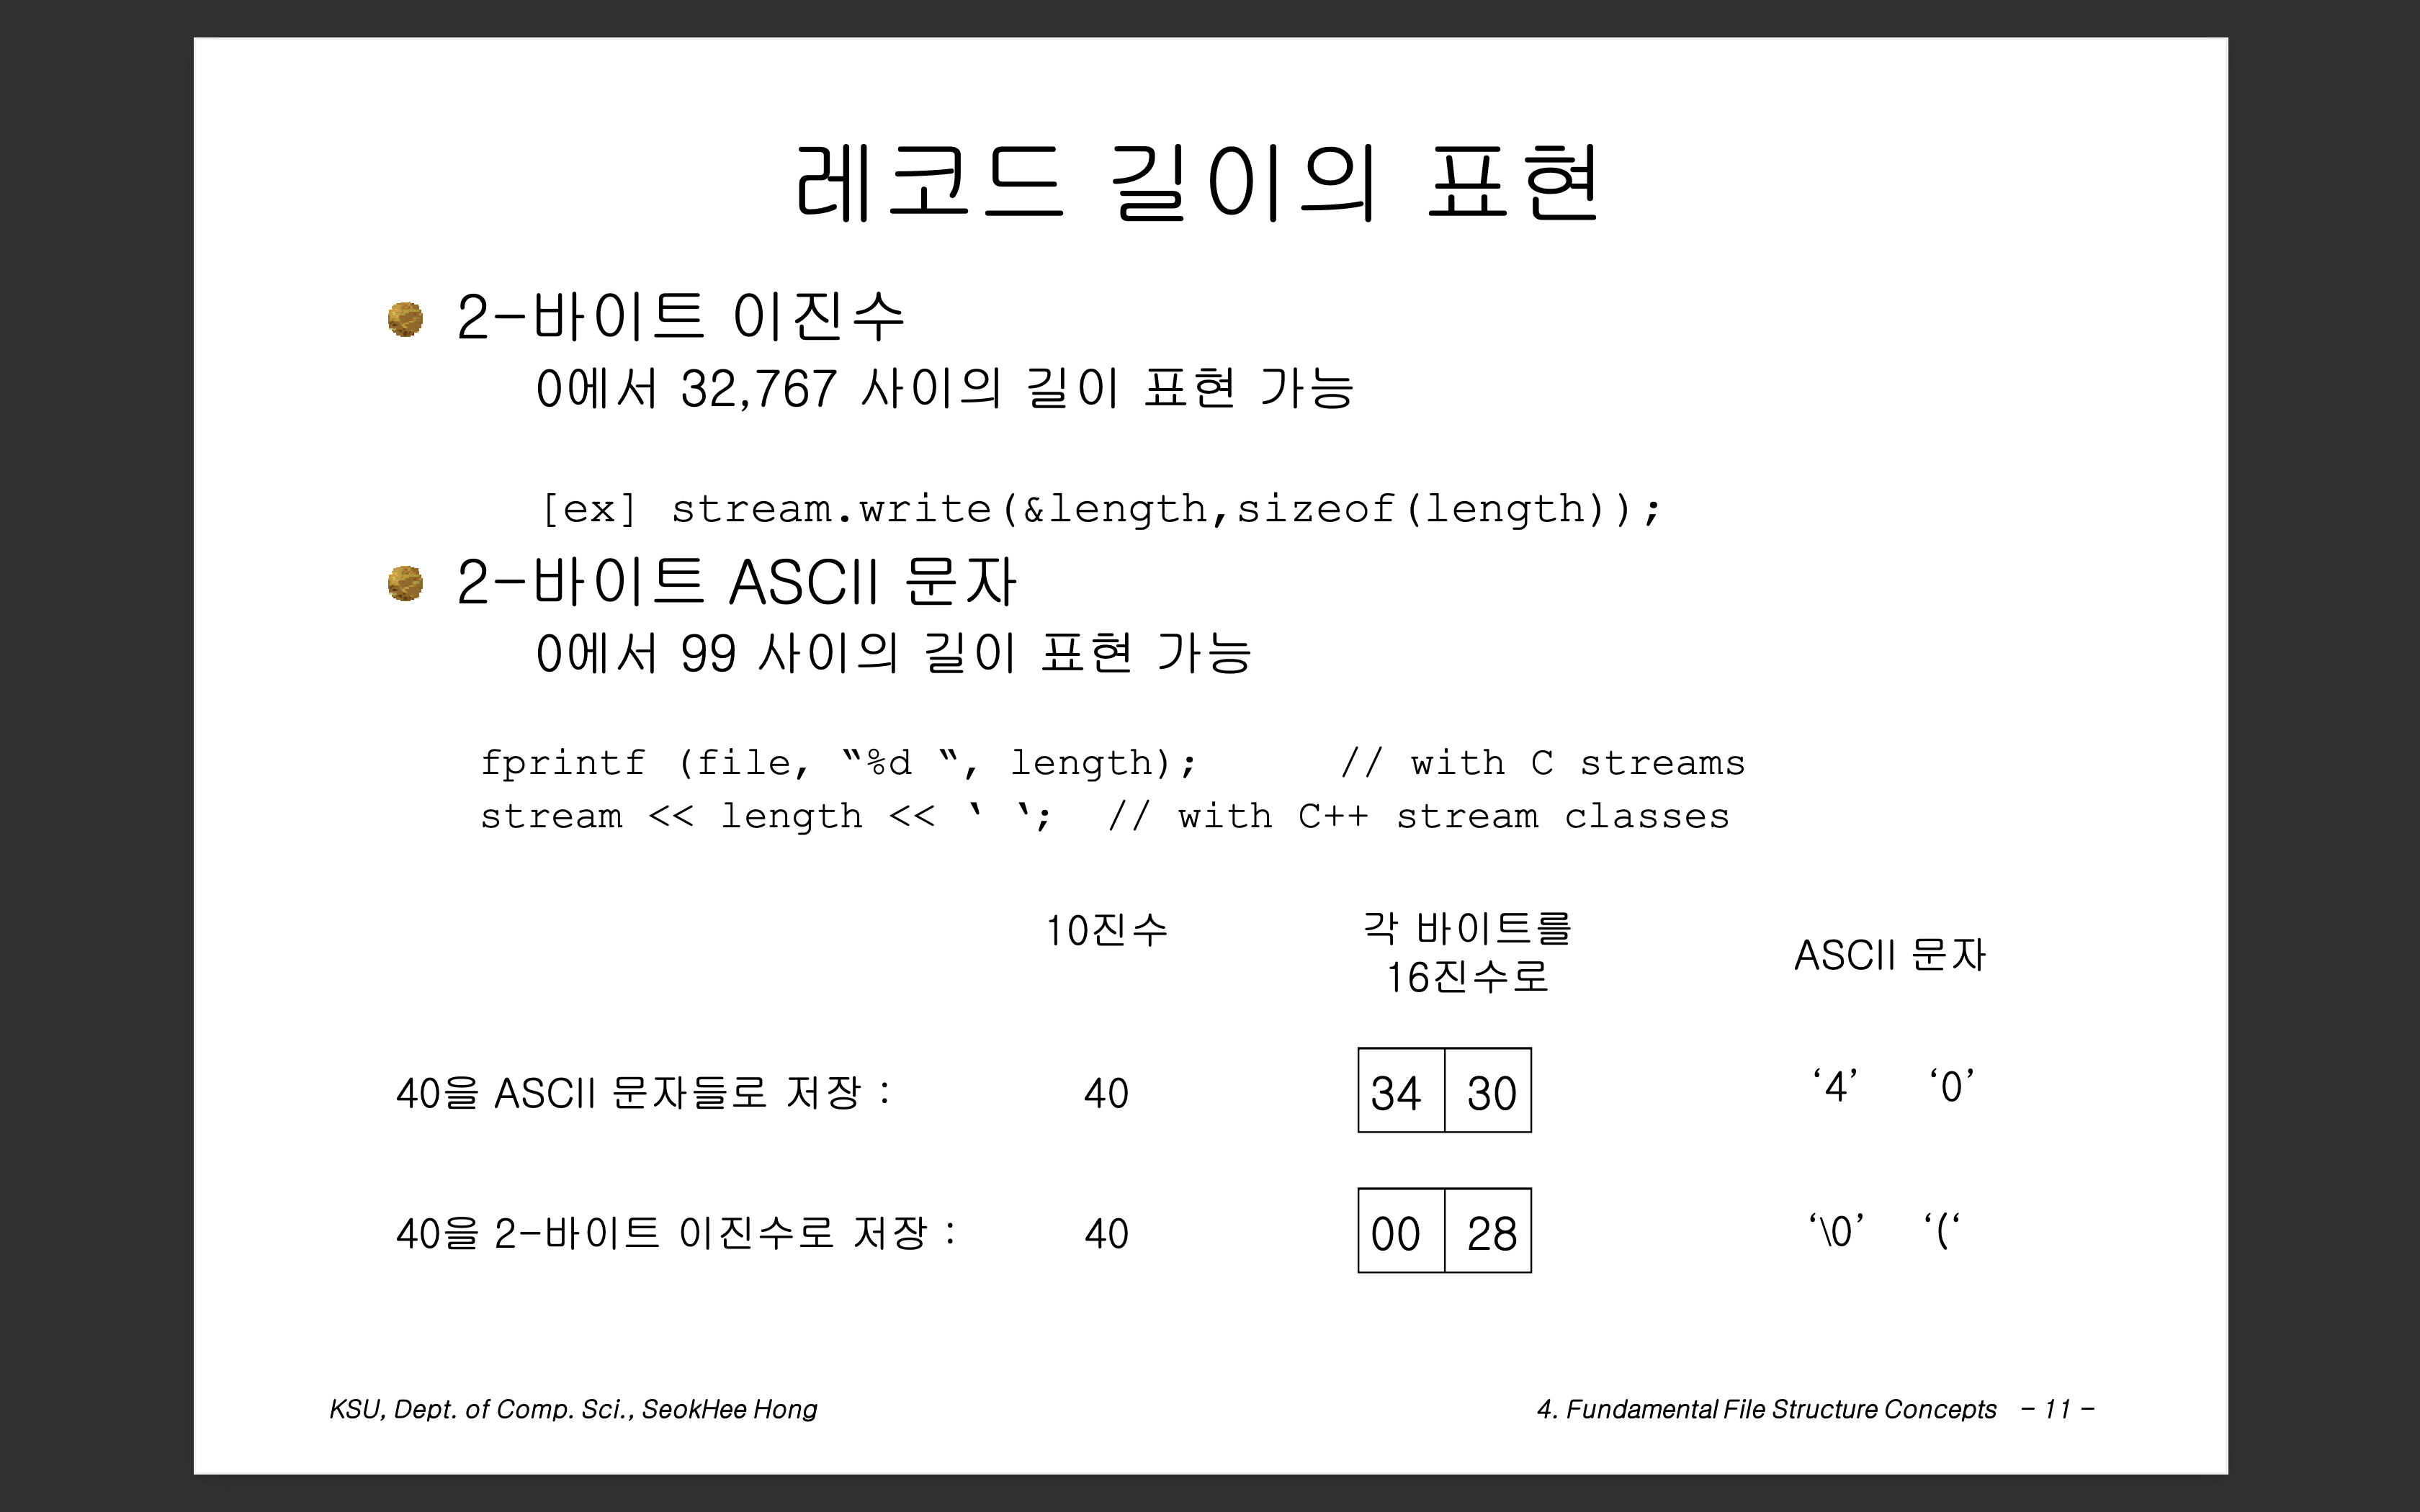 레코드 길이의 표현
2-바이트 이진수
0에서 32,767 사이의 길이 표현 가능
[ex] stream.write(&length,sizeof(length));
2-바이트 ASCII 문자
0에서 99 사이의 길이 표현 가능
fprintf (file, “%d “, length); // with C streams
stream << length << ‘ ‘; // with C++ stream classes
10진수 각 바이트를 16진수로 ASCII 문자
40을 ASCII 문자들로 저장 : 40 34 30 ‘4’ ‘0’
40을 2-바이트 이진수로 저장 : 40 00 28 ‘\0’ ‘(‘
KSU, Dept. of Comp. Sci., SeokHee Hong 4. Fundamental File Structure Concepts - 11 -